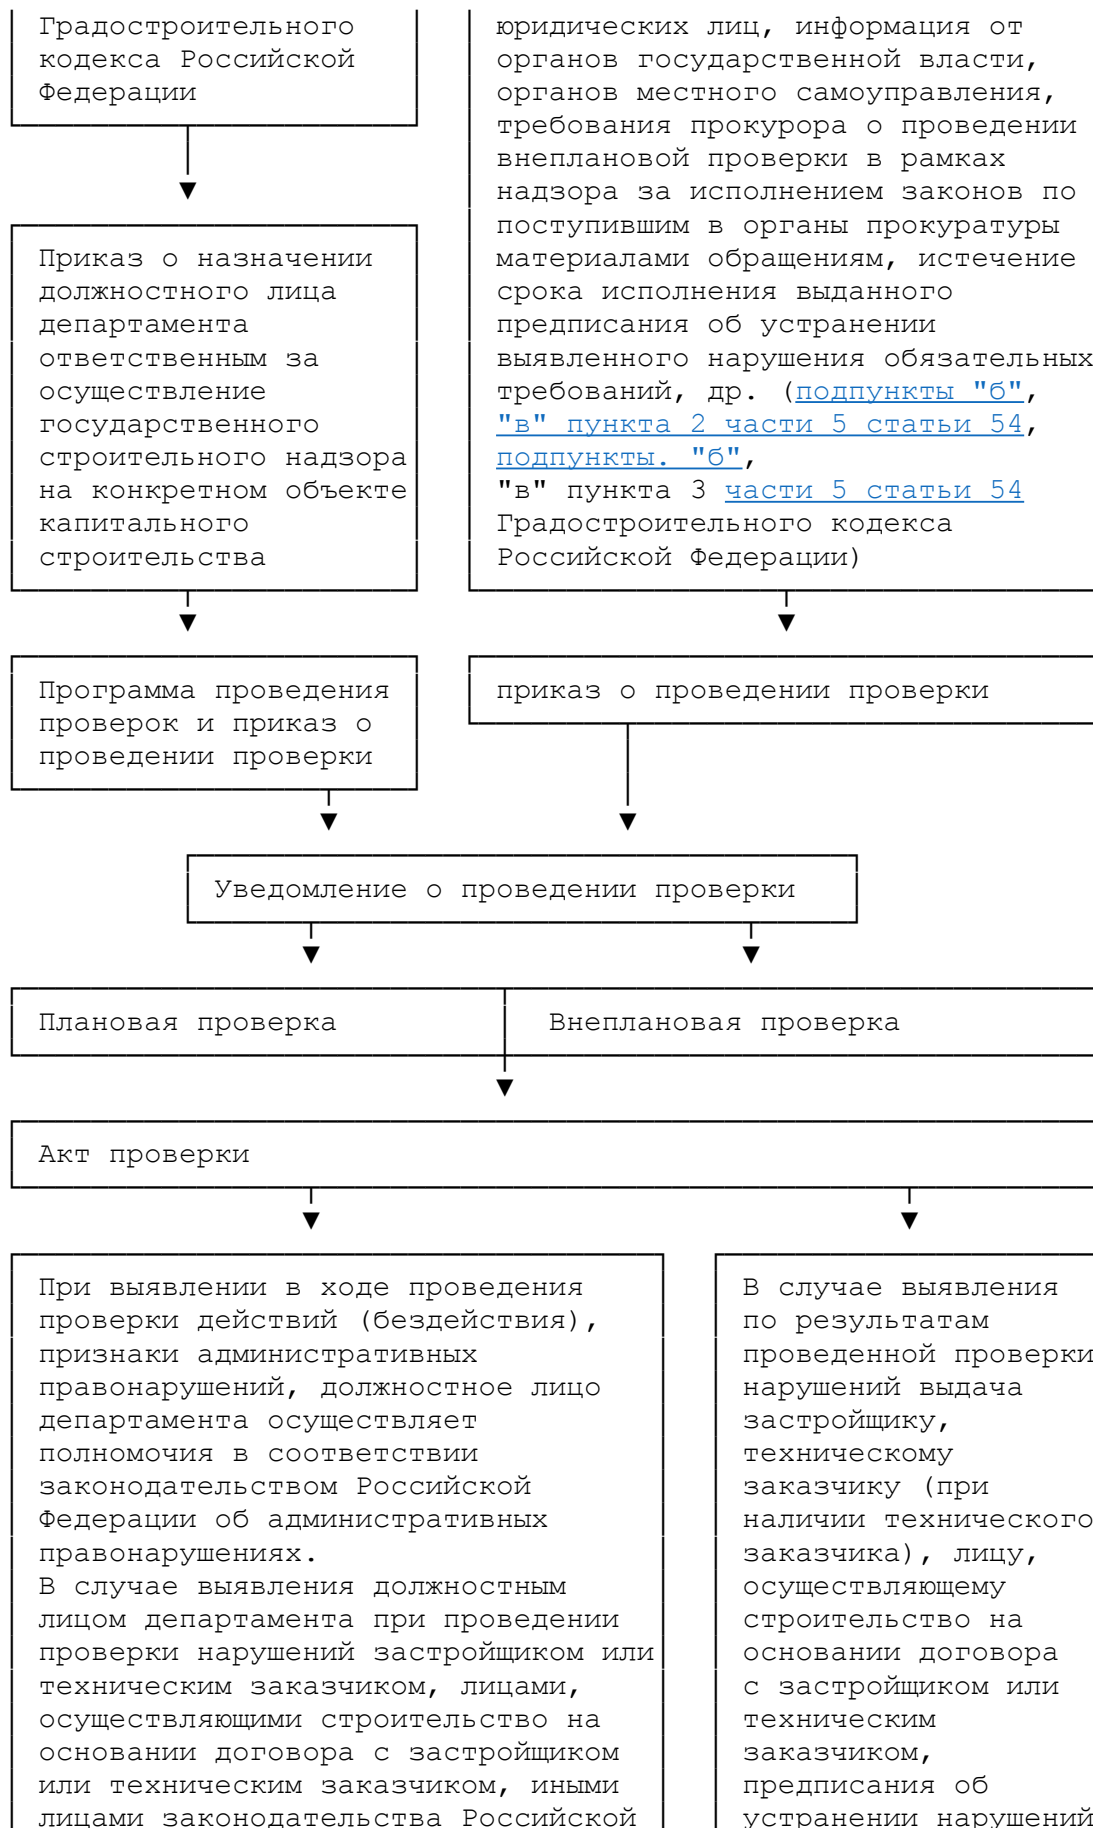 Градостроительного
кодекса Российской
Федерации
юридических лиц, информация от
органов государственной власти,
органов местного самоуправления,
требования прокурора о проведении
внеплановой проверки в рамках
надзора за исполнением законов по
поступившим в органы прокуратуры
материалами обращениям, истечение
срока исполнения выданного
предписания об устранении
выявленного нарушения обязательных
требований, др. (подпункты "б",
"в" пункта 2 части 5 статьи 54,
подпункты. "б",
"в" пункта 3 части 5 статьи 54
Градостроительного кодекса
Российской Федерации)
Приказ о назначении
должностного лица
департамента
ответственным за
осуществление
государственного
строительного надзора
на конкретном объекте
капитального
строительства
Программа проведения
проверок и приказ о
проведении проверки
приказ о проведении проверки
Уведомление о проведении проверки
Плановая проверка
Внеплановая проверка
Акт проверки
При выявлении в ходе проведения
проверки действий (бездействия),
признаки административных
правонарушений, должностное лицо
департамента осуществляет
полномочия в соответствии
законодательством Российской
Федерации об административных
правонарушениях.
В случае выявления должностным
лицом департамента при проведении
проверки нарушений застройщиком или
техническим заказчиком, лицами,
осуществляющими строительство на
основании договора с застройщиком
или техническим заказчиком, иными
лицами законодательства Российской
В случае выявления
по результатам
проведенной проверки
нарушений выдача
застройщику,
техническому
заказчику (при
наличии технического
заказчика), лицу,
осуществляющему
строительство на
основании договора
с застройщиком или
техническим
заказчиком,
предписания об
устранении нарушений